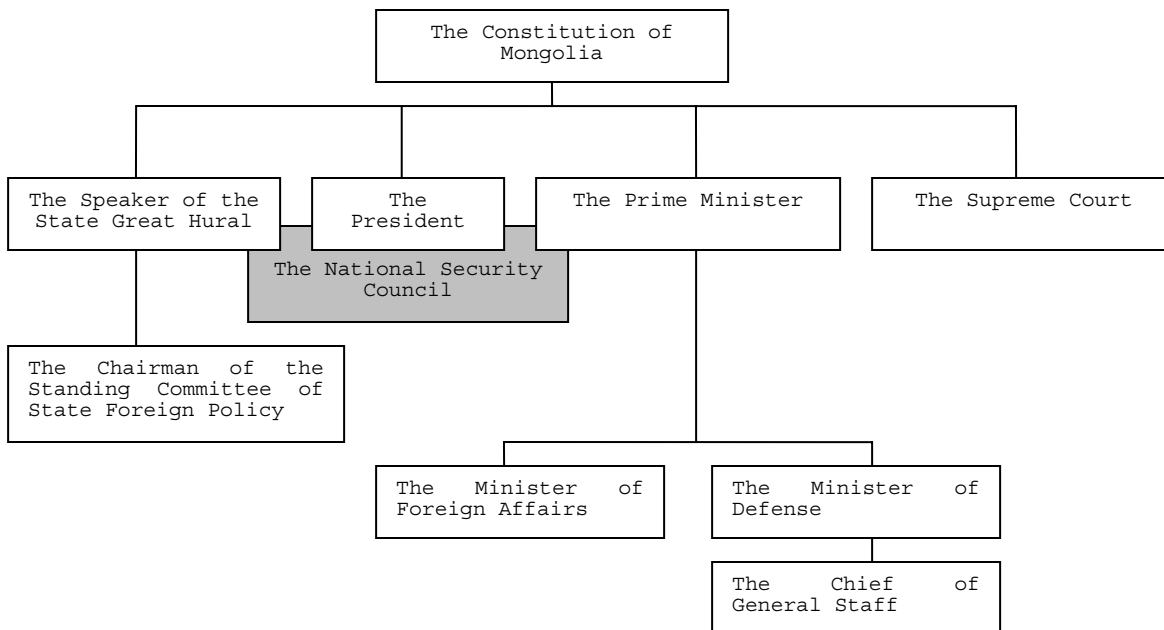 The Constitution of
Mongolia
The Speaker of the
State Great Hural
The
President
The Prime Minister
The Supreme Court
The National Security
Council
The Chairman of the
Standing Committee of
State Foreign Policy
The Minister of
Foreign Affairs
The Minister of
Defense
The Chief of
General Staff